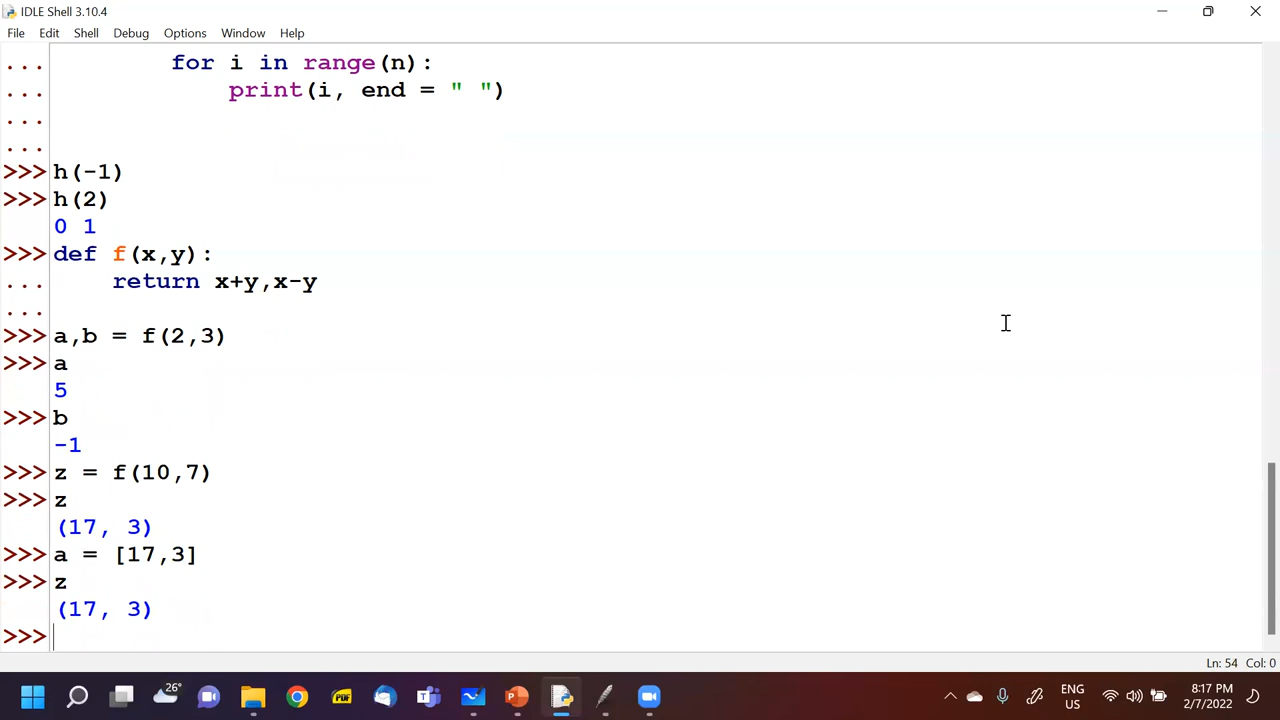 IDLE Shell 3.10.4
File Edit Shell Debug Options Window Help
... for i in range(n):
... print(i, end = " ")
...
...
>>> h(-1)
>>> h(2)
0 1
>>> def f(x,y):
... return x+y,x-y
...
>>> a,b = f(2,3)
>>> a
5
>>> b
-1
>>> z = f(10,7)
>>> z
(17, 3)
>>> a = [17,3]
>>> z
(17, 3)
>>>
Ln: 54 Col: 0
26°
PDF
ENG
US
8:17 PM
2/7/2022